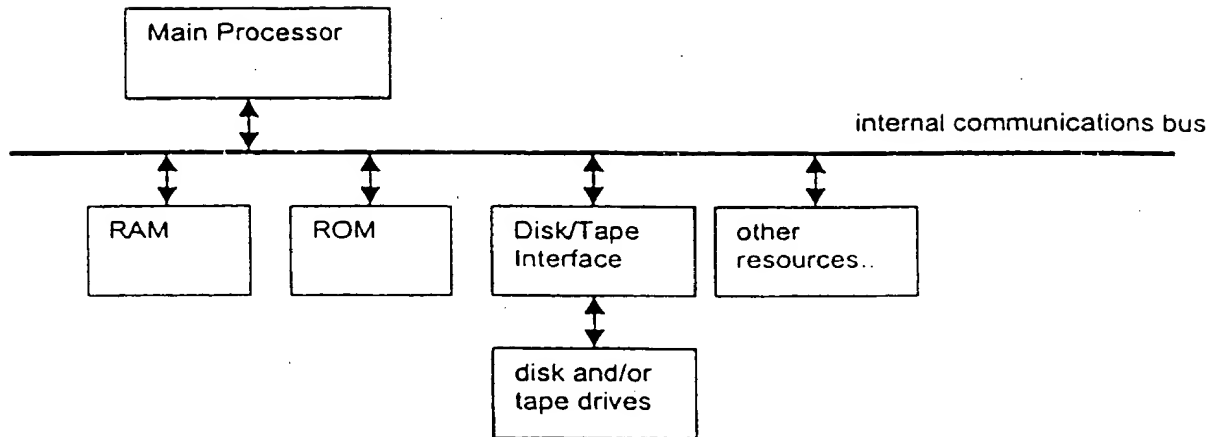 Main Processor
internal communications bus
RAM
ROM
Disk/Tape
Interface
other
resources..
disk and/or
tape drives